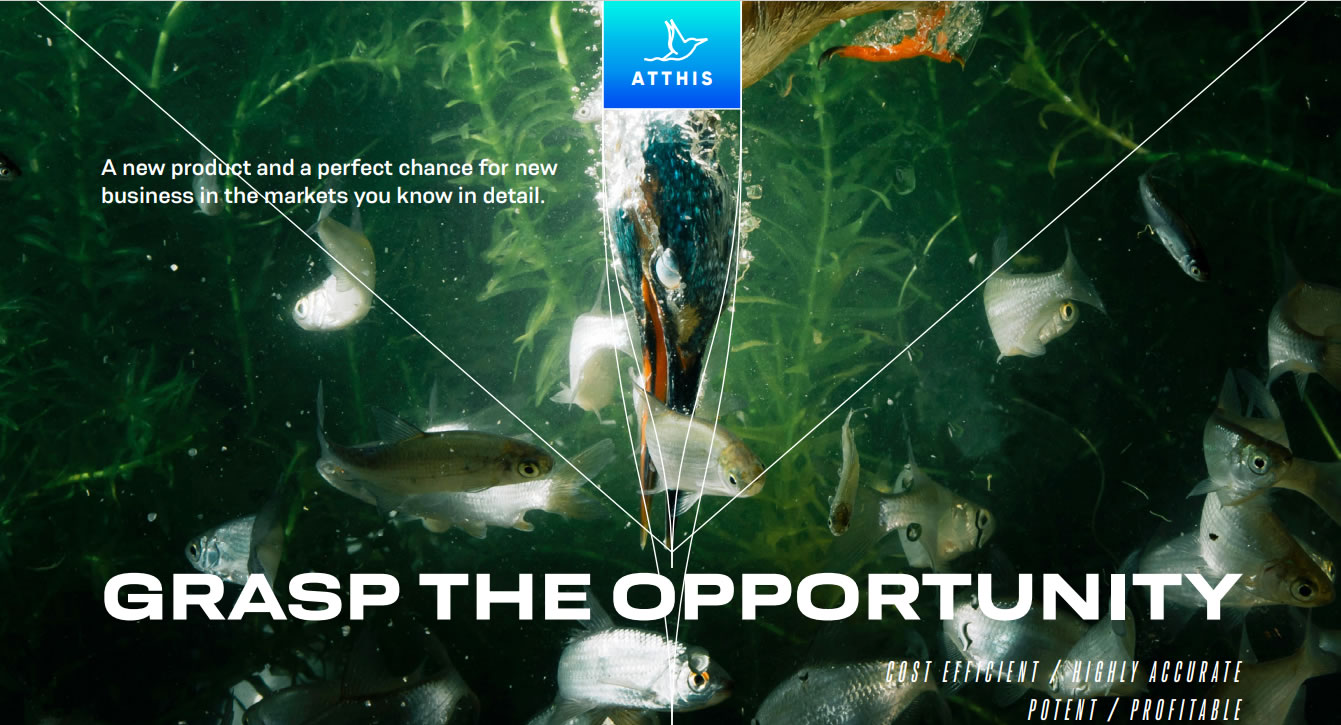 ATTHIS
A new product and a perfect chance for new
business in the markets you know in detail.
GRASP THE OPPORTUNITY
COST EFFICIENT / HIGHLY ACCURATE
POTENT / PROFITABLE